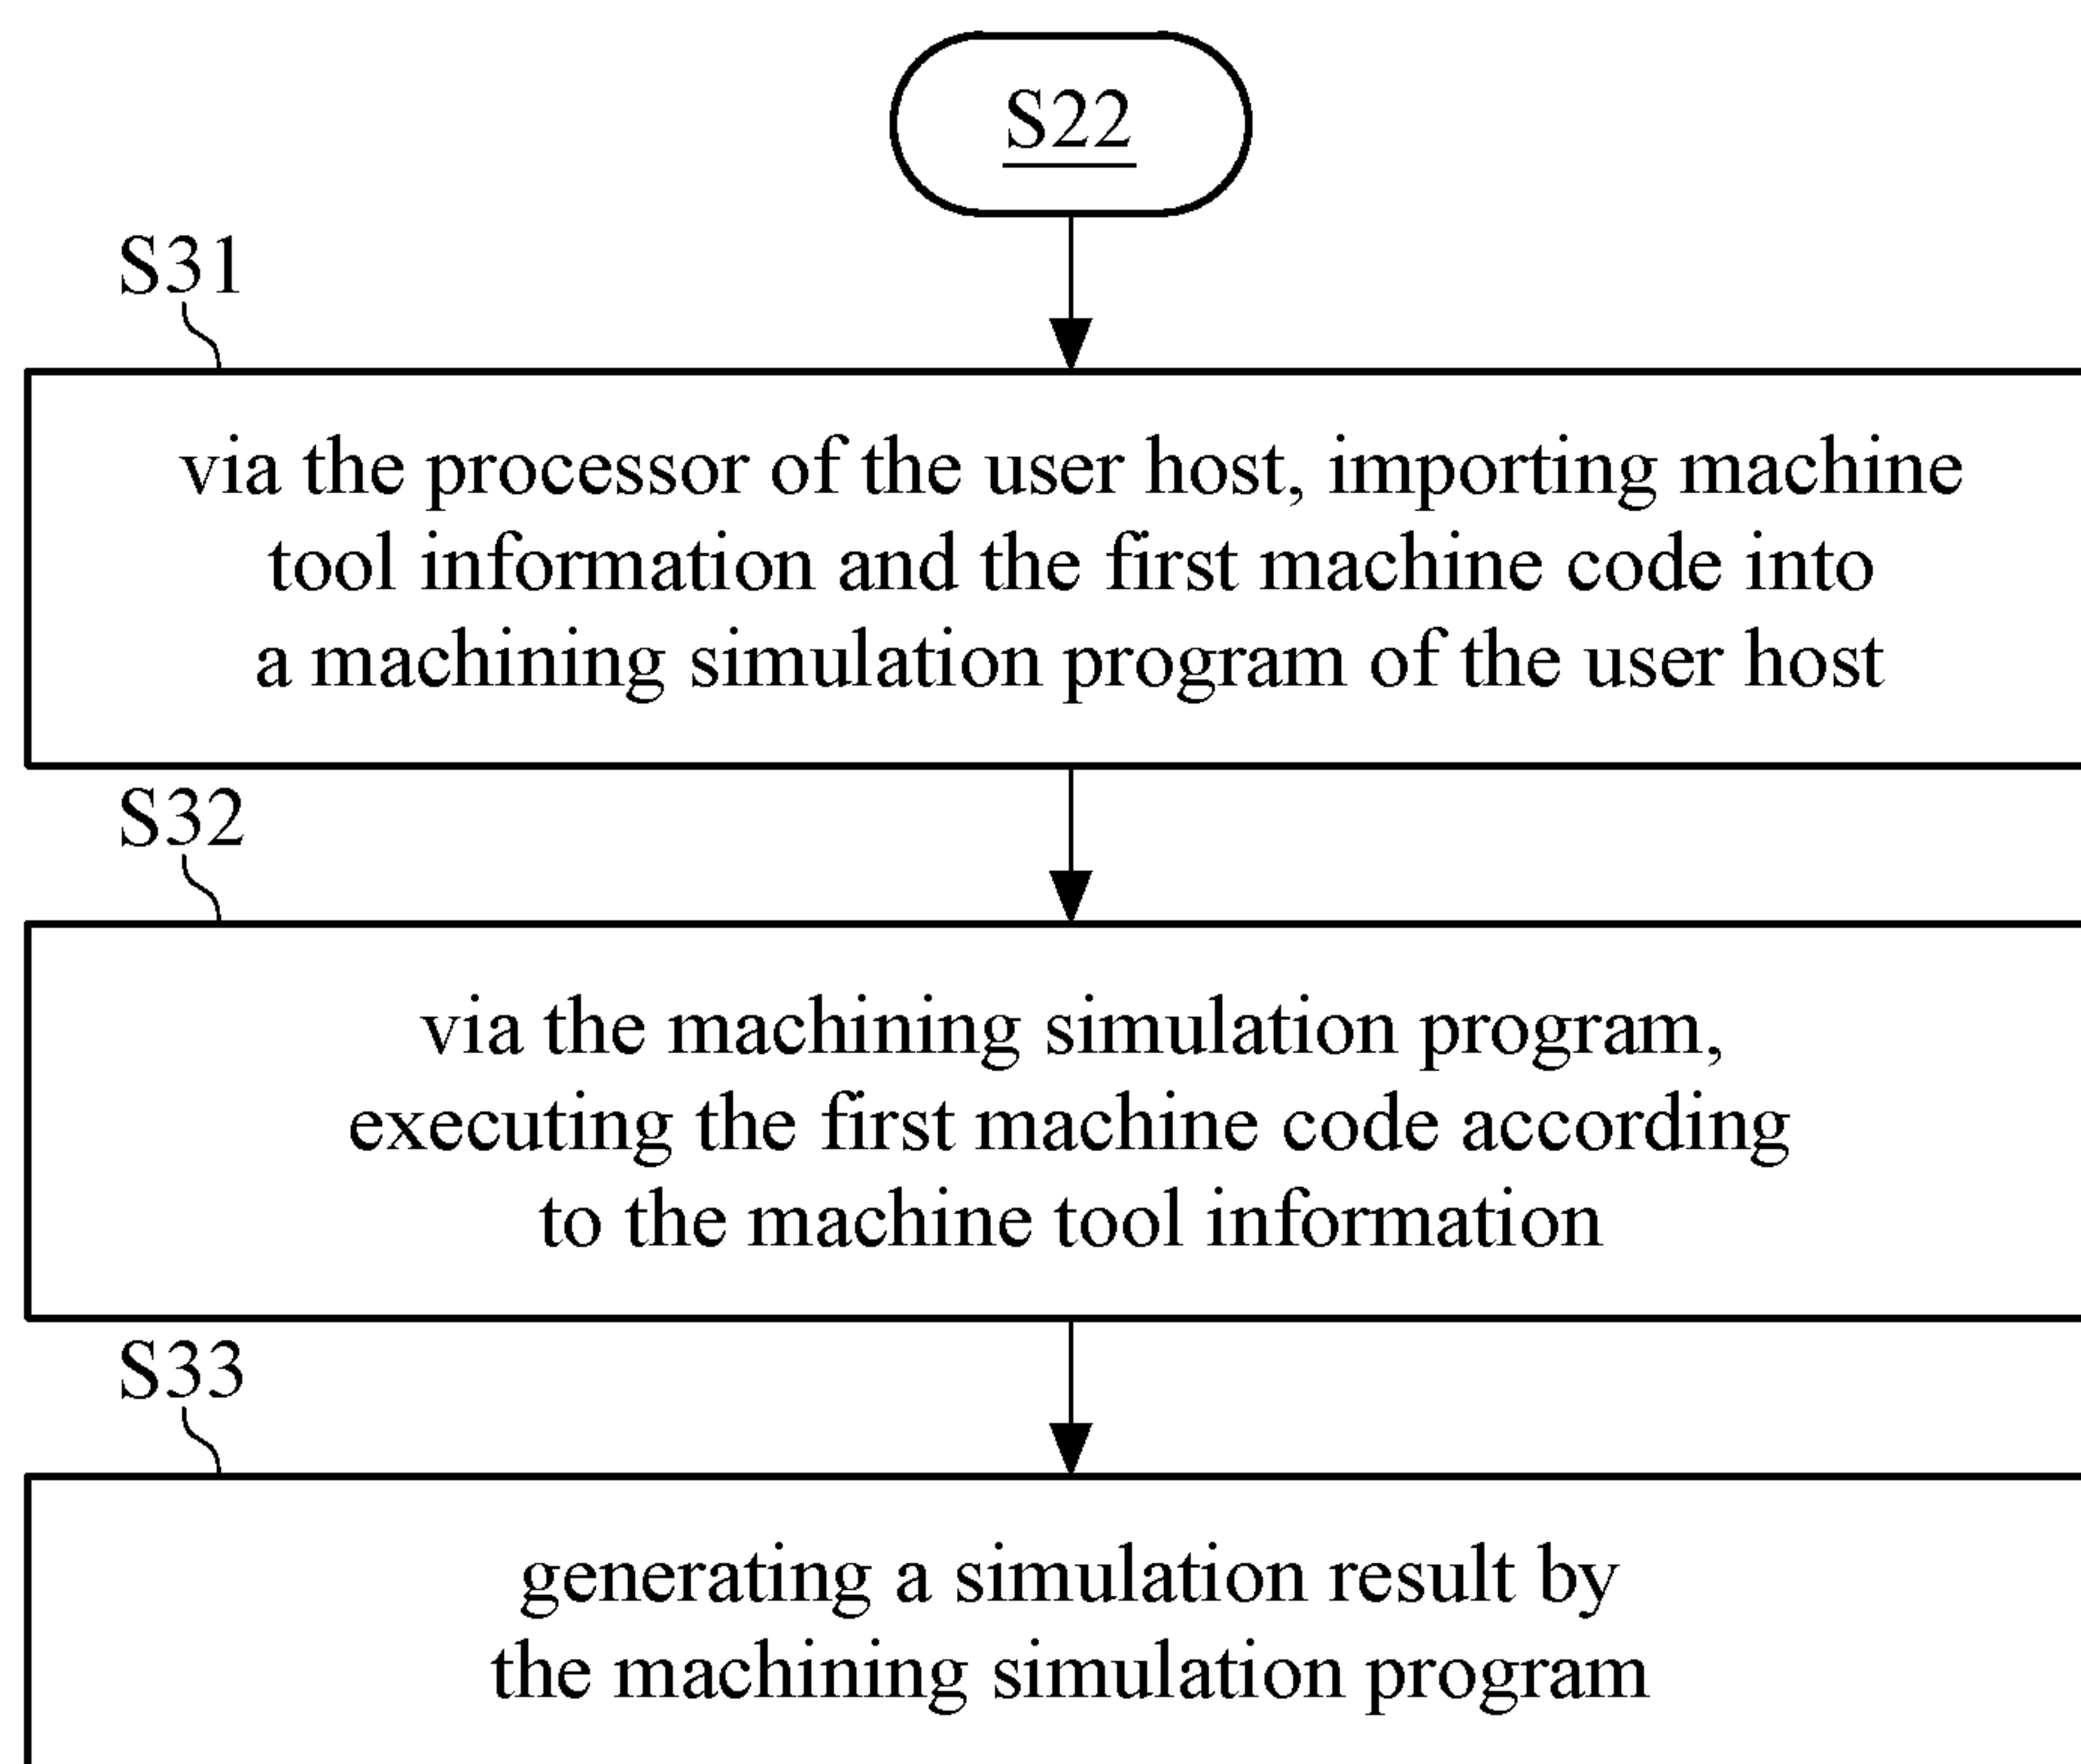 S22
S31
via the processor of the user host, importing machine
tool information and the first machine code into
a machining simulation program of the user host
S32
via the machining simulation program,
executing the first machine code according
to the machine tool information
S33
generating a simulation result by
the machining simulation program